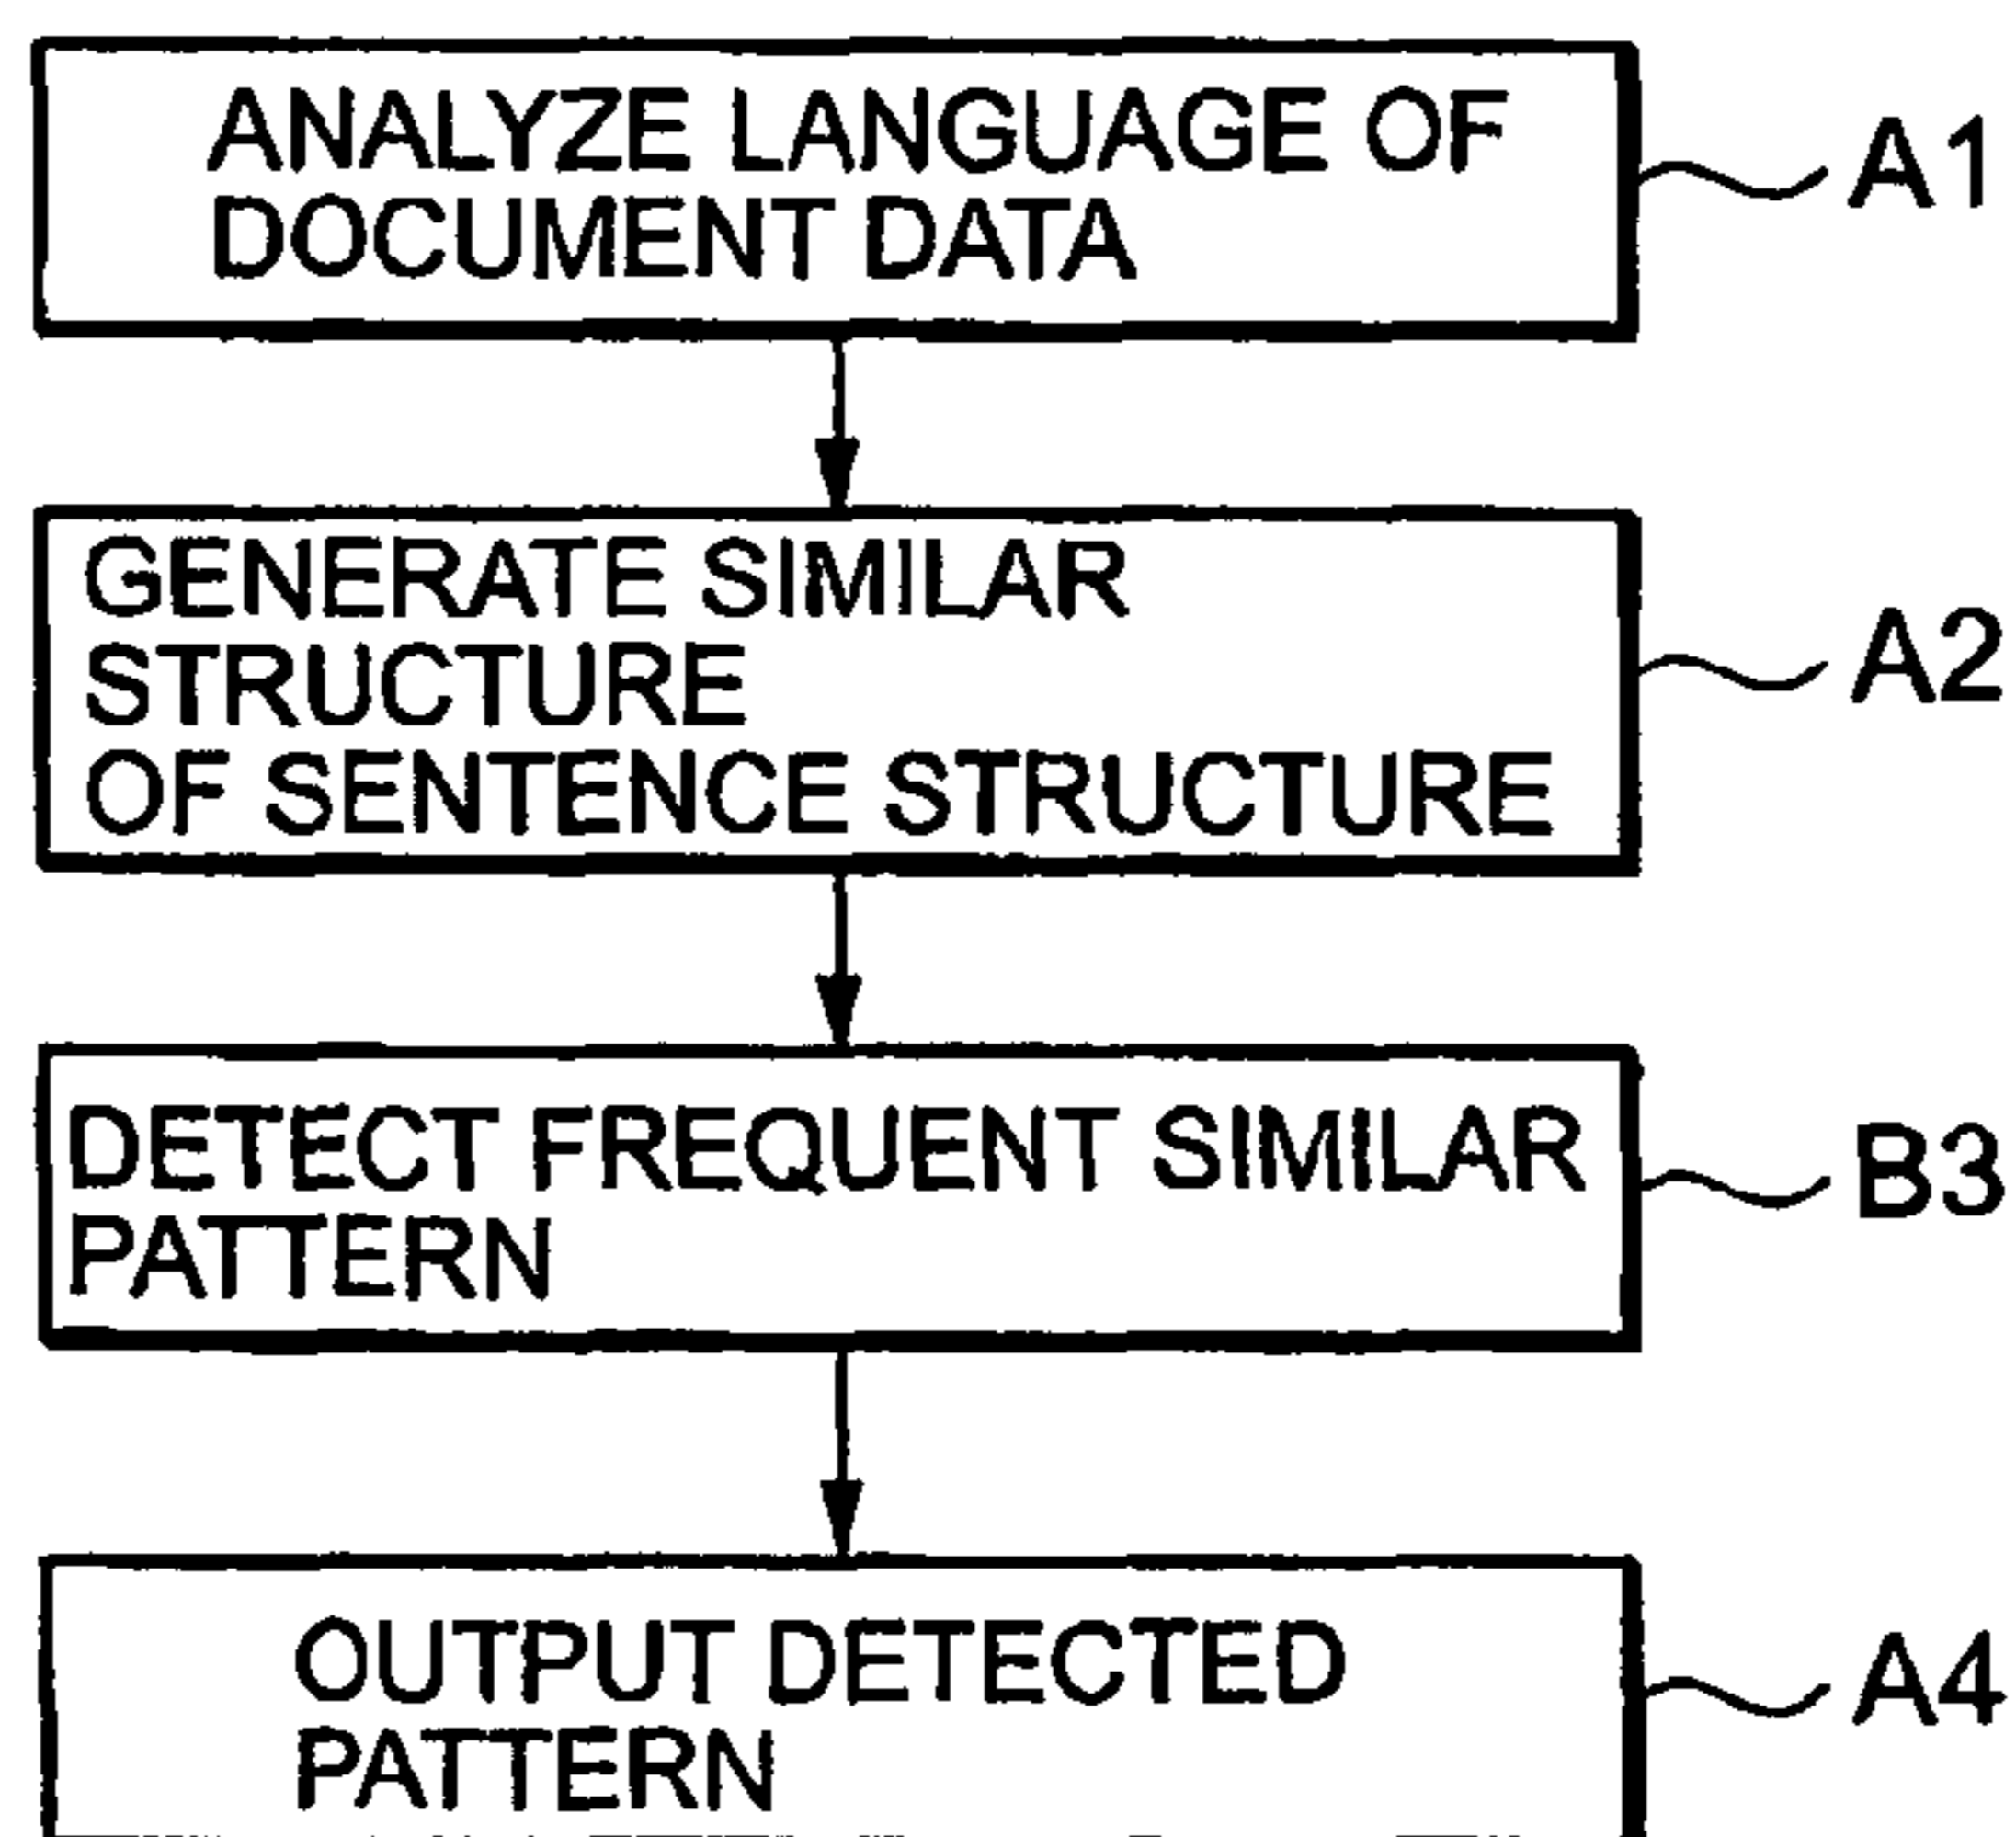 ANALYZE LANGUAGE OF
DOCUMENT DATA
A1
GENERATE SIMILAR
STRUCTURE
OF SENTENCE STRUCTURE
A2
DETECT FREQUENT SIMILAR
PATTERN
B3
OUTPUT DETECTED
PATTERN
A4